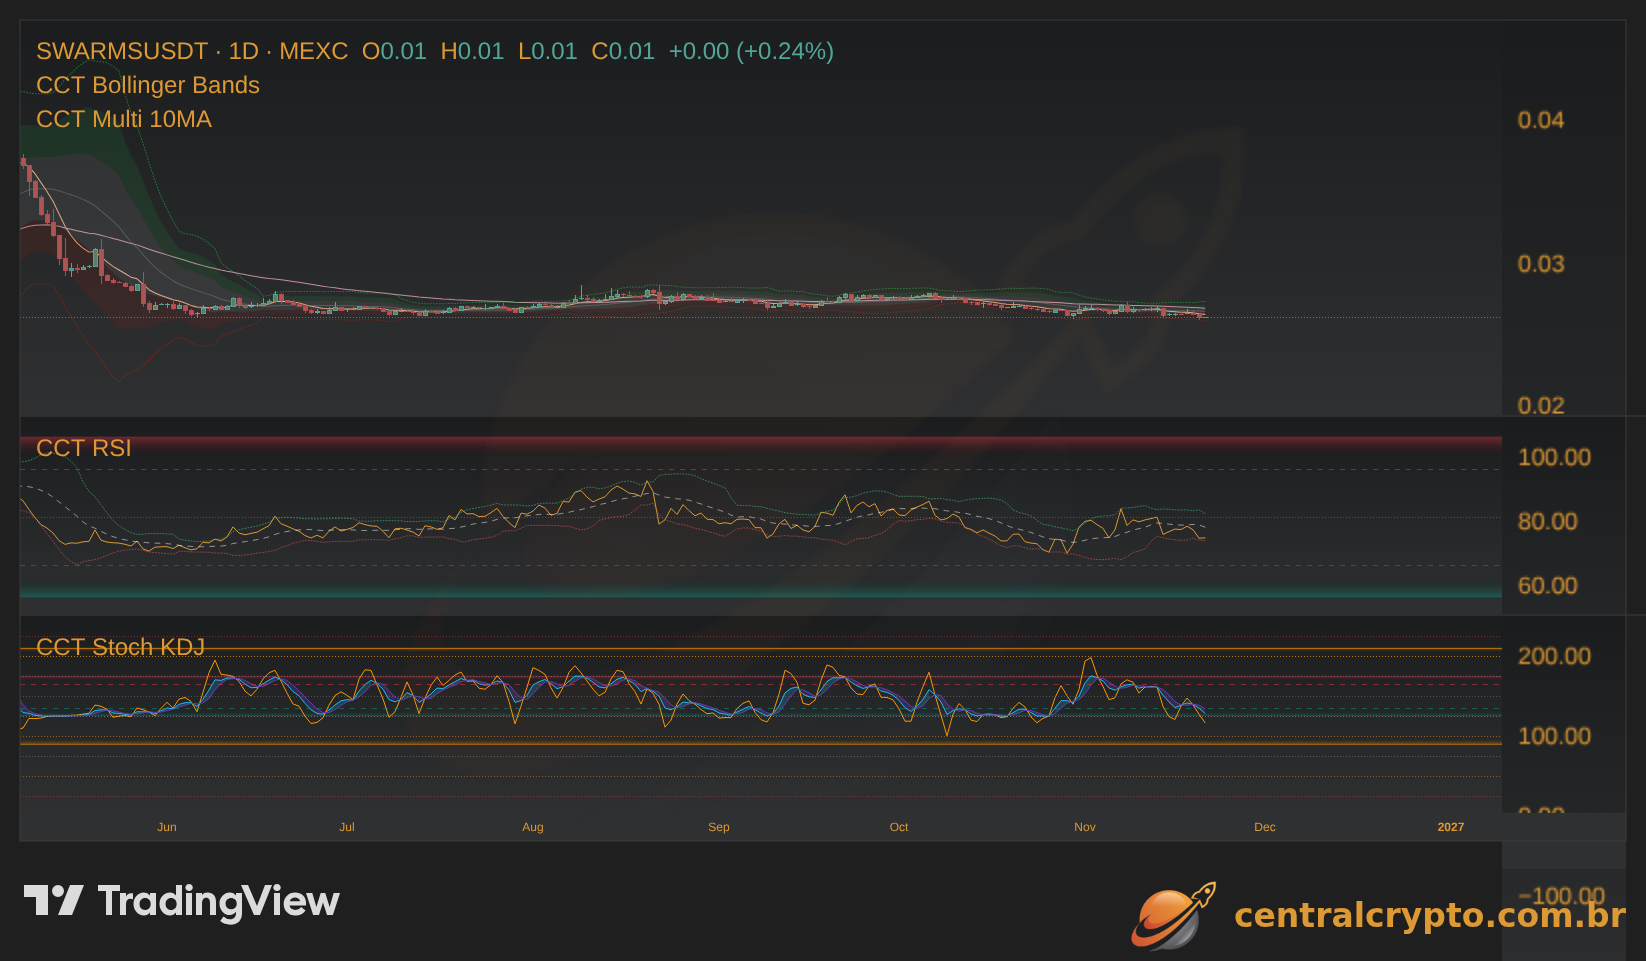 SWARMSUSDT · 1D · MEXC O0.01 H0.01 L0.01 C0.01 +0.00 (+0.24%)
CCT Bollinger Bands
CCT Multi 10MA
0.04
0.03
0.02
CCT RSI
100.00
80.00
60.00
CCT Stoch KDJ
200.00
100.00
0.00
Jun Jul Aug Sep Oct Nov Dec 2027
−100.00
TradingView
centralcrypto.com.br